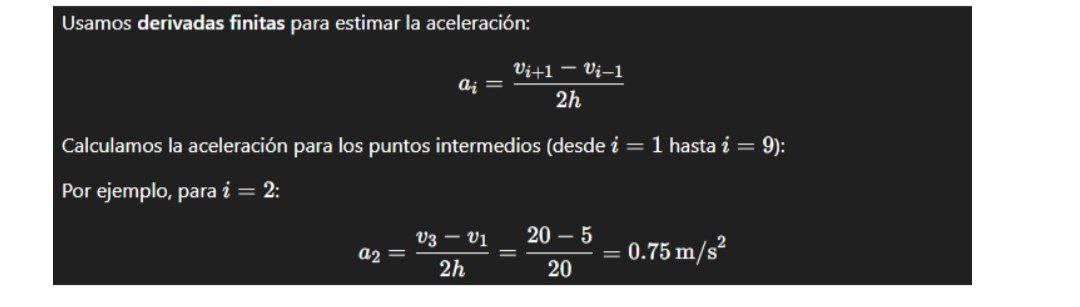 Usamos derivadas finitas para estimar la aceleración:
a_i = \frac{v_{i+1} - v_{i-1}}{2h}
Calculamos la aceleración para los puntos intermedios (desde i = 1 hasta i = 9):
Por ejemplo, para i = 2:
a_2 = \frac{v_3 - v_1}{2h} = \frac{20 - 5}{20} = 0.75 m/s^2